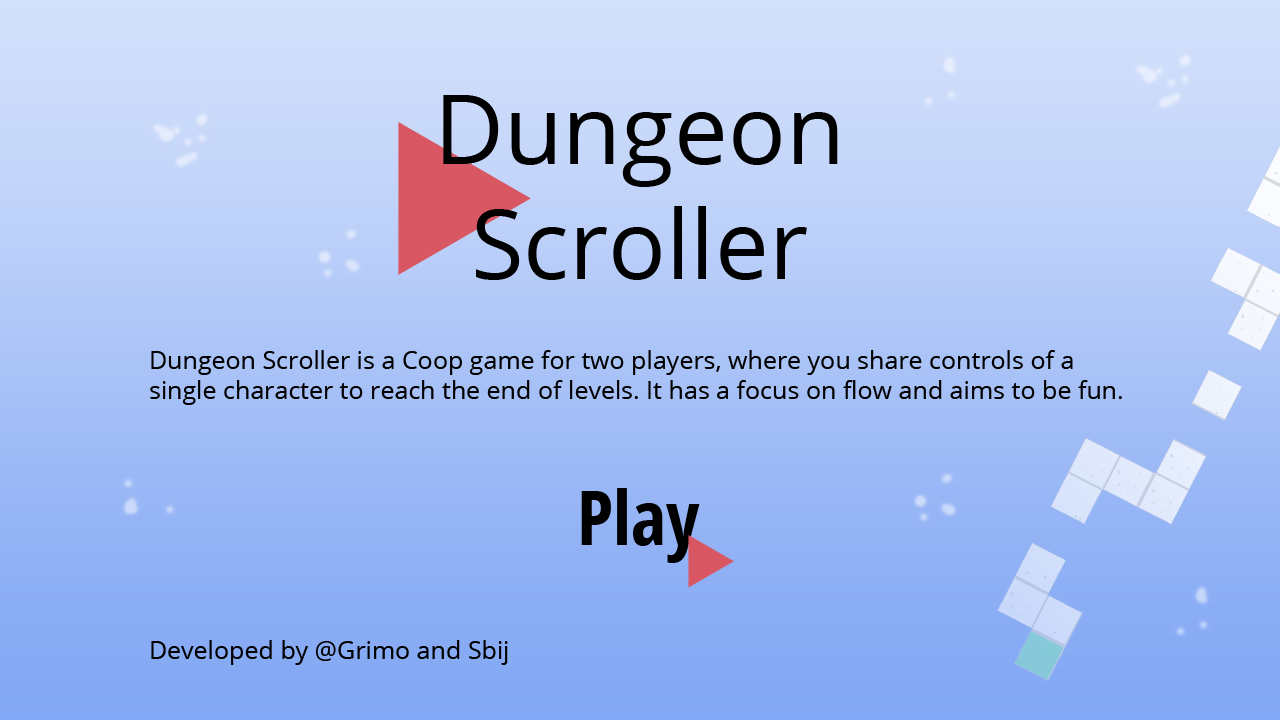 Dungeon
Scroller
Dungeon Scroller is a Coop game for two players, where you share controls of a
single character to reach the end of levels. It has a focus on flow and aims to be fun.
Play
Developed by @Grimo and Sbij